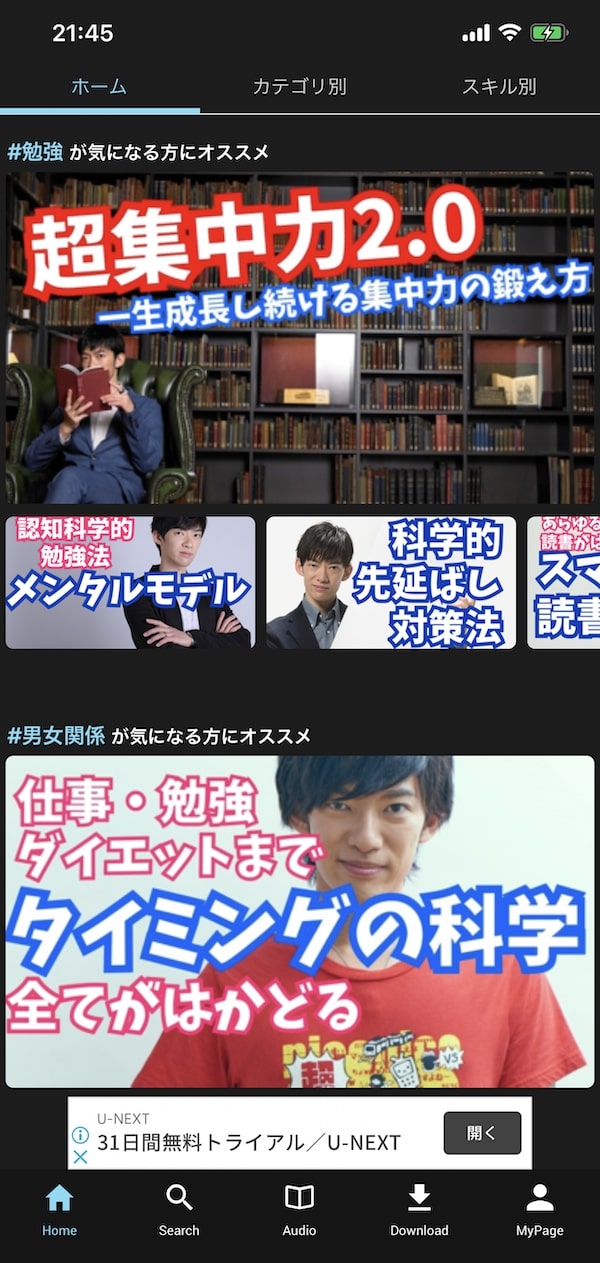 21:45
ホーム
カテゴリ別
スキル別
#勉強 が気になる方にオススメ
超集中力2.0
一生成長し続ける集中力の鍛え方
認知科学的
勉強法
メンタルモデル
科学的
先延ばし
対策法
あらゆる
読書が
スマ
読書
#男女関係 が気になる方にオススメ
仕事・勉強
ダイエットまで
タイミングの科学
全てがはかどる
超
VS
U-NEXT
31日間無料トライアル／U-NEXT
開く
Home
Search
Audio
Download
MyPage